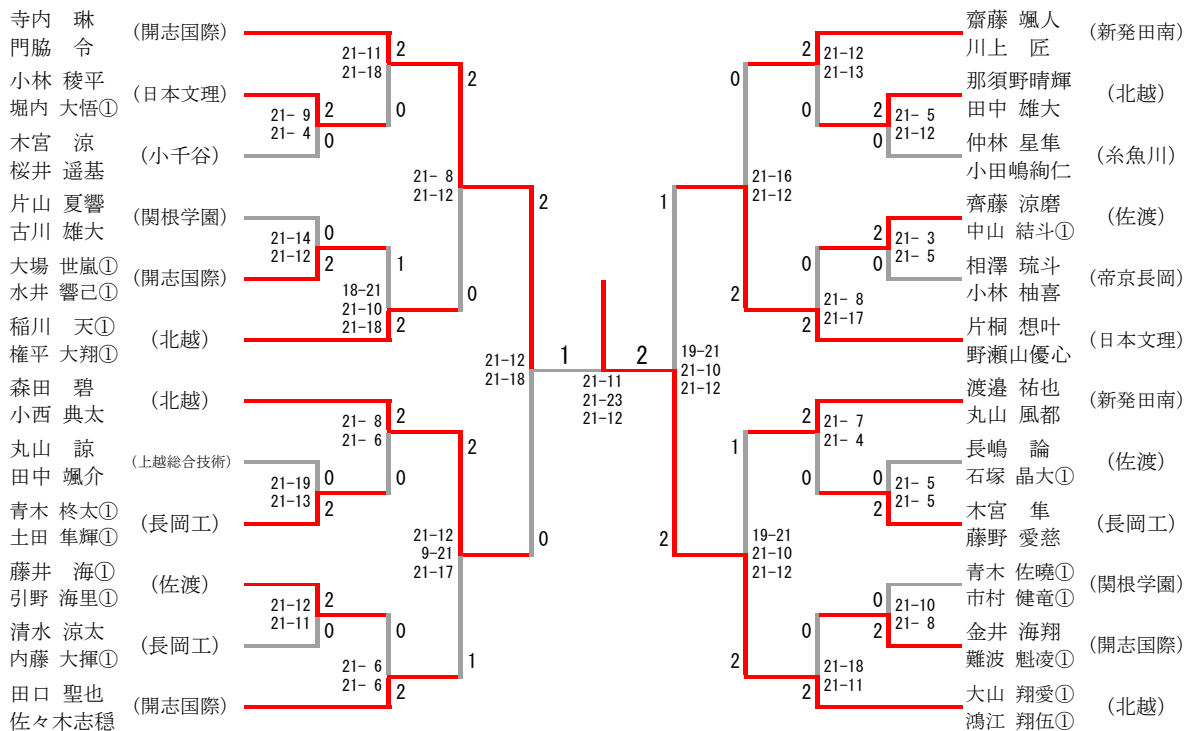 寺内　琳
門脇　令
(開志国際)
小林 稜平
堀内 大悟①
(日本文理)
木宮　涼
桜井 遥基
(小千谷)
片山 夏響
古川 雄大
(関根学園)
大場 世嵐①
水井 響己①
(開志国際)
稲川　天①
権平 大翔①
(北越)
森田　碧
小西 典太
(北越)
丸山　諒
田中 颯介
(上越総合技術)
青木 柊太①
土田 隼輝①
(長岡工)
藤井　海①
引野 海里①
(佐渡)
清水 涼太
内藤 大揮①
(長岡工)
田口 聖也
佐々木志穏
(開志国際)
21-11
21-18
2
0
21- 9
21- 4
2
0
21-14
21-12
0
2
18-21
21-10
21-18
1
2
21- 8
21-12
2
0
21- 8
21- 6
2
0
21-19
21-13
0
2
21-12
21-11
2
0
21- 6
21- 6
0
2
21-12
9-21
21-17
2
1
21-12
21-18
2
0
1
2
21-11
21-23
21-12
19-21
21-10
21-12
1
2
21-16
21-12
0
2
21-12
21-13
2
21- 5
21-12
2
0
21- 3
21- 5
2
0
21- 8
21-17
0
2
19-21
21-10
21-12
1
2
21- 7
21- 4
2
0
21- 5
21- 5
0
2
21-10
21- 8
0
2
21-18
21-11
0
2
齋藤 颯人
川上　匠
(新発田南)
那須野晴輝
田中 雄大
(北越)
仲林 星隼
小田嶋絢仁
(糸魚川)
齊藤 涼磨
中山 結斗①
(佐渡)
相澤 琉斗
小林 柚喜
(帝京長岡)
片桐 想叶
野瀬山優心
(日本文理)
渡邉 祐也
丸山 風都
(新発田南)
長嶋　論
石塚 晶大①
(佐渡)
木宮　隼
藤野 愛慈
(長岡工)
青木 佐曉①
市村 健竜①
(関根学園)
金井 海翔
難波 魁凌①
(開志国際)
大山 翔愛①
鴻江 翔伍①
(北越)